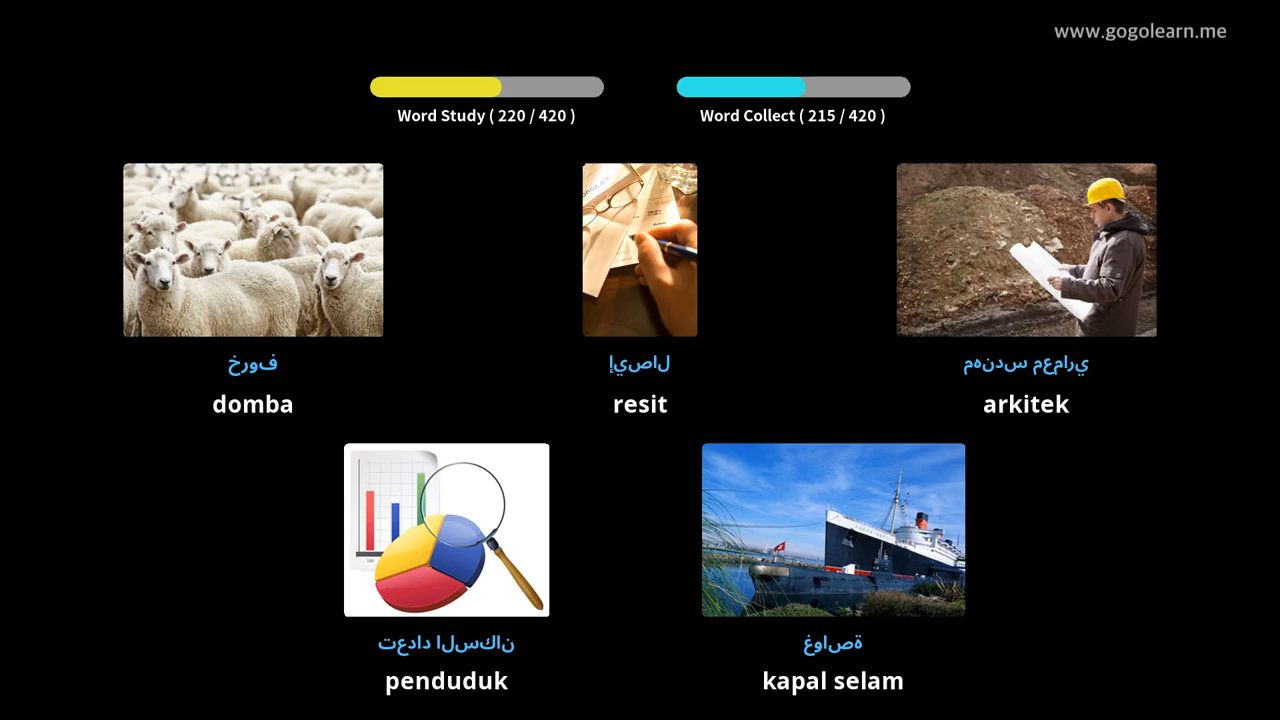 www.gogolearn.me
Word Study ( 220 / 420 )
Word Collect ( 215 / 420 )
خروف
domba
إيصال
resit
مهندس معماري
arkitek
تعداد السكان
penduduk
غواصة
kapal selam